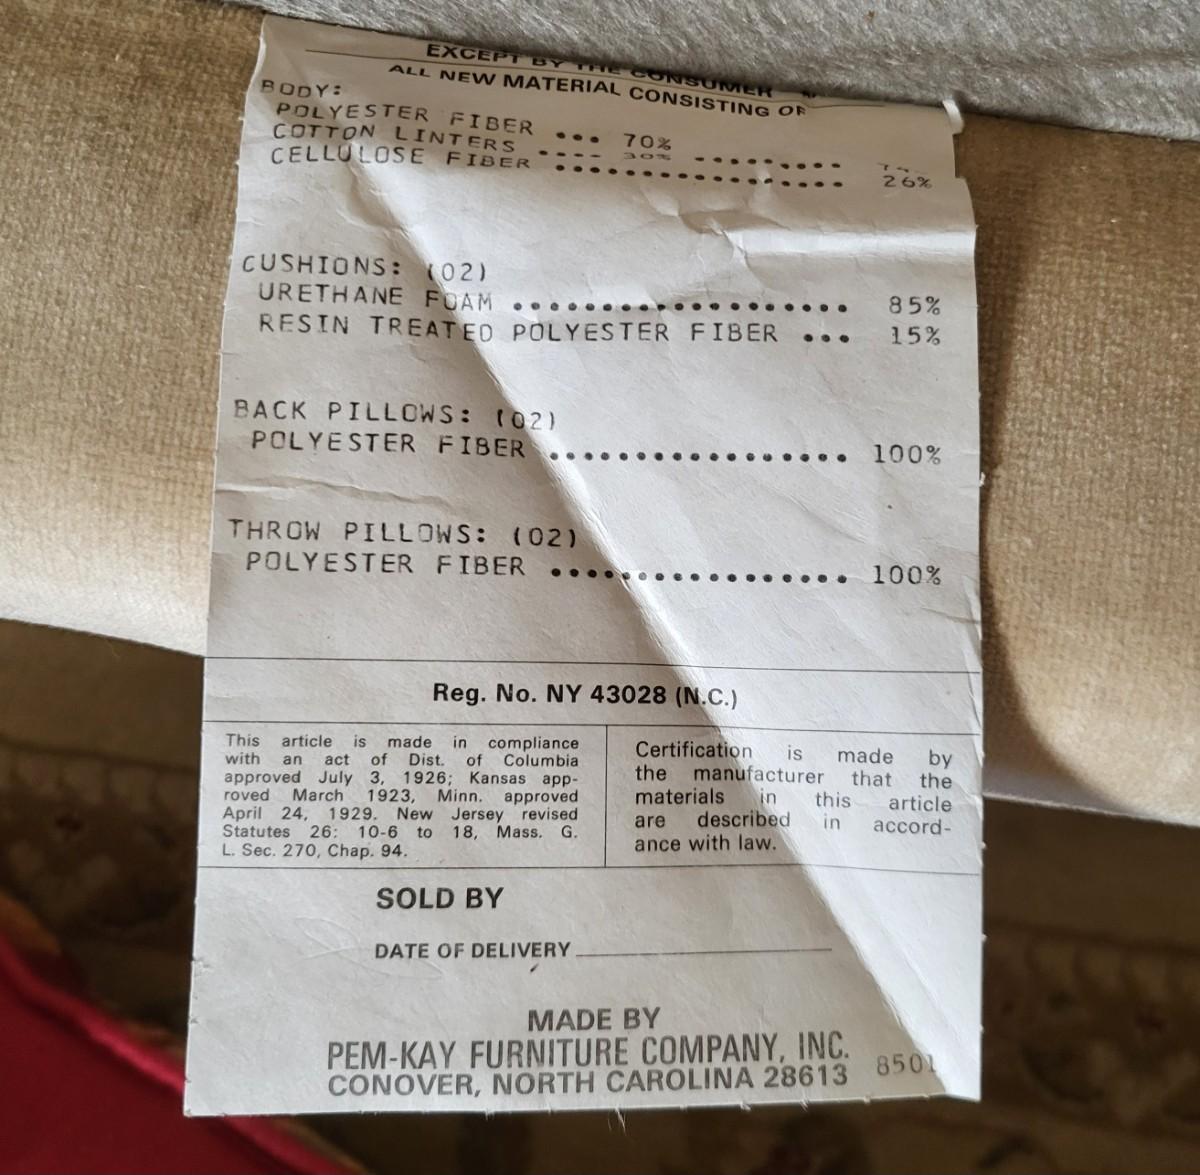 EXCEPT BY THE CONSUMER
ALL NEW MATERIAL CONSISTING OF
BODY:
POLYESTER FIBER ... 70%
COTTON LINTERS .... 30% ..........
CELLULOSE FIBER .................. 26%
CUSHIONS: (02)
URETHANE FOAM .................. 85%
RESIN TREATED POLYESTER FIBER ... 15%
BACK PILLOWS: (02)
POLYESTER FIBER ................ 100%
THROW PILLOWS: (02)
POLYESTER FIBER ................ 100%
Reg. No. NY 43028 (N.C.)
This article is made in compliance
with an act of Dist. of Columbia
approved July 3, 1926; Kansas app-
roved March 1923, Minn. approved
April 24, 1929. New Jersey revised
Statutes 26: 10-6 to 18, Mass. G.
L. Sec. 270, Chap. 94.
Certification is made by
the manufacturer that the
materials in this article
are described in accord-
ance with law.
SOLD BY
DATE OF DELIVERY
MADE BY
PEM-KAY FURNITURE COMPANY, INC.
CONOVER, NORTH CAROLINA 28613
8501